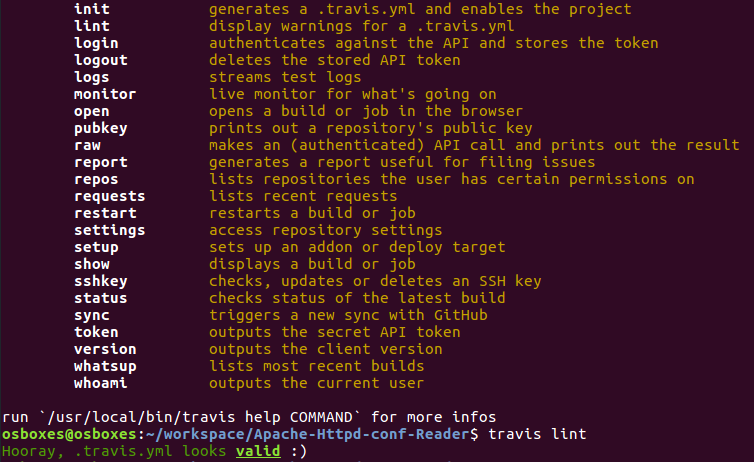 init generates a .travis.yml and enables the project
lint display warnings for a .travis.yml
login authenticates against the API and stores the token
logout deletes the stored API token
logs streams test logs
monitor live monitor for what's going on
open opens a build or job in the browser
pubkey prints out a repository's public key
raw makes an (authenticated) API call and prints out the result
report generates a report useful for filing issues
repos lists repositories the user has certain permissions on
requests lists recent requests
restart restarts a build or job
settings access repository settings
setup sets up an addon or deploy target
show displays a build or job
sshkey checks, updates or deletes an SSH key
status checks status of the latest build
sync triggers a new sync with GitHub
token outputs the secret API token
version outputs the client version
whatsup lists most recent builds
whoami outputs the current user
run `/usr/local/bin/travis help COMMAND` for more infos
osboxes@osboxes:~/workspace/Apache-Httpd-conf-Reader$ travis lint
Hooray, .travis.yml looks valid :)